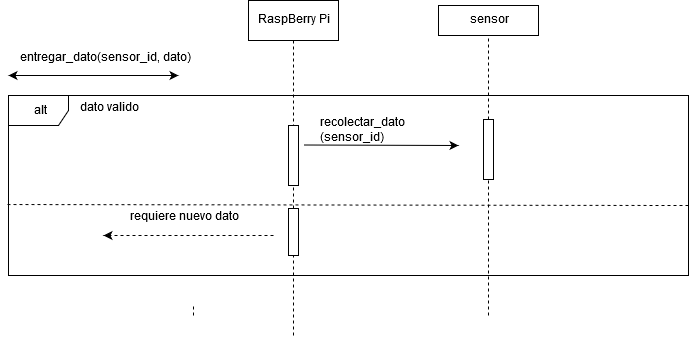 RaspBerry Pi
sensor
entregar_dato(sensor_id, dato)
alt
dato valido
recolectar_dato
(sensor_id)
requiere nuevo dato